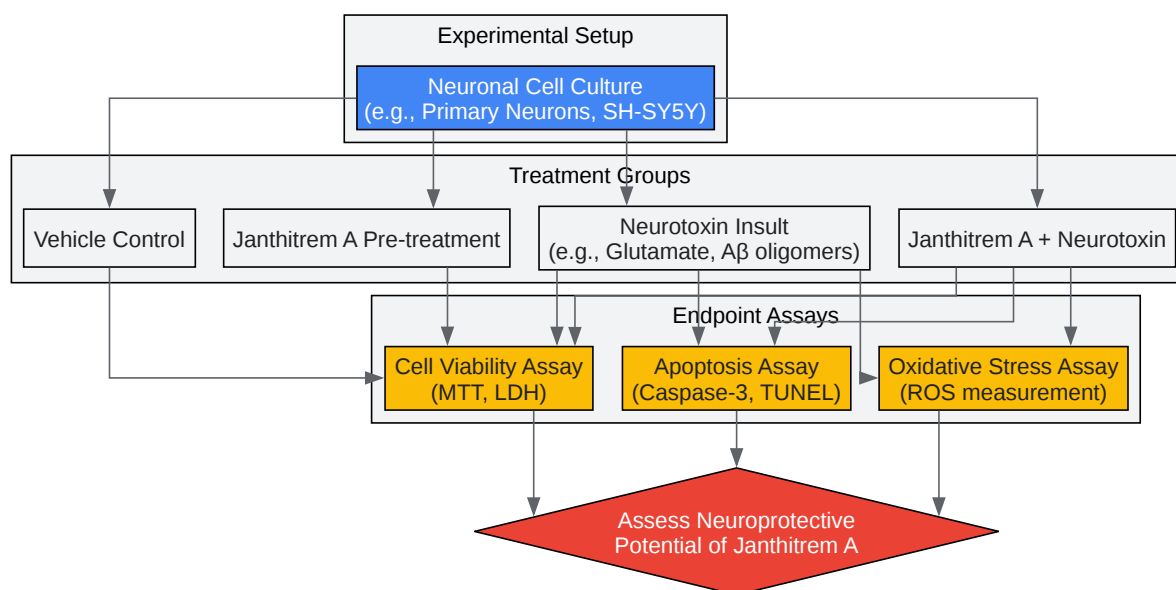 Experimental Setup
Neuronal Cell Culture
(e.g., Primary Neurons, SH-SY5Y)
Treatment Groups
Vehicle Control
Janthitrem A Pre-treatment
Neurotoxin Insult
(e.g., Glutamate, Aβ oligomers)
Janthitrem A + Neurotoxin
Endpoint Assays
Cell Viability Assay
(MTT, LDH)
Apoptosis Assay
(Caspase-3, TUNEL)
Oxidative Stress Assay
(ROS measurement)
Assess Neuroprotective
Potential of Janthitrem A